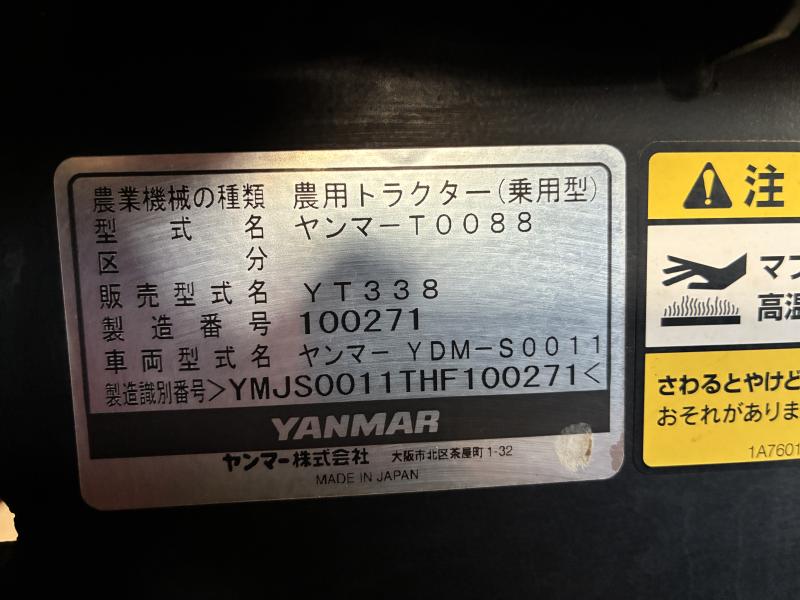 農業機械の種類 農用トラクター(乗用型)
型式名 ヤンマーT0088
区分
販売型式名 YT338
製造番号 100271
車両型式名 ヤンマー YDM-S0011
製造識別番号>YMJS0011THF100271<
YANMAR
ヤンマー株式会社 大阪市北区茶屋町1-32
MADE IN JAPAN
注
マフ
高温
さわるとやけど
おそれがありま
1A7601